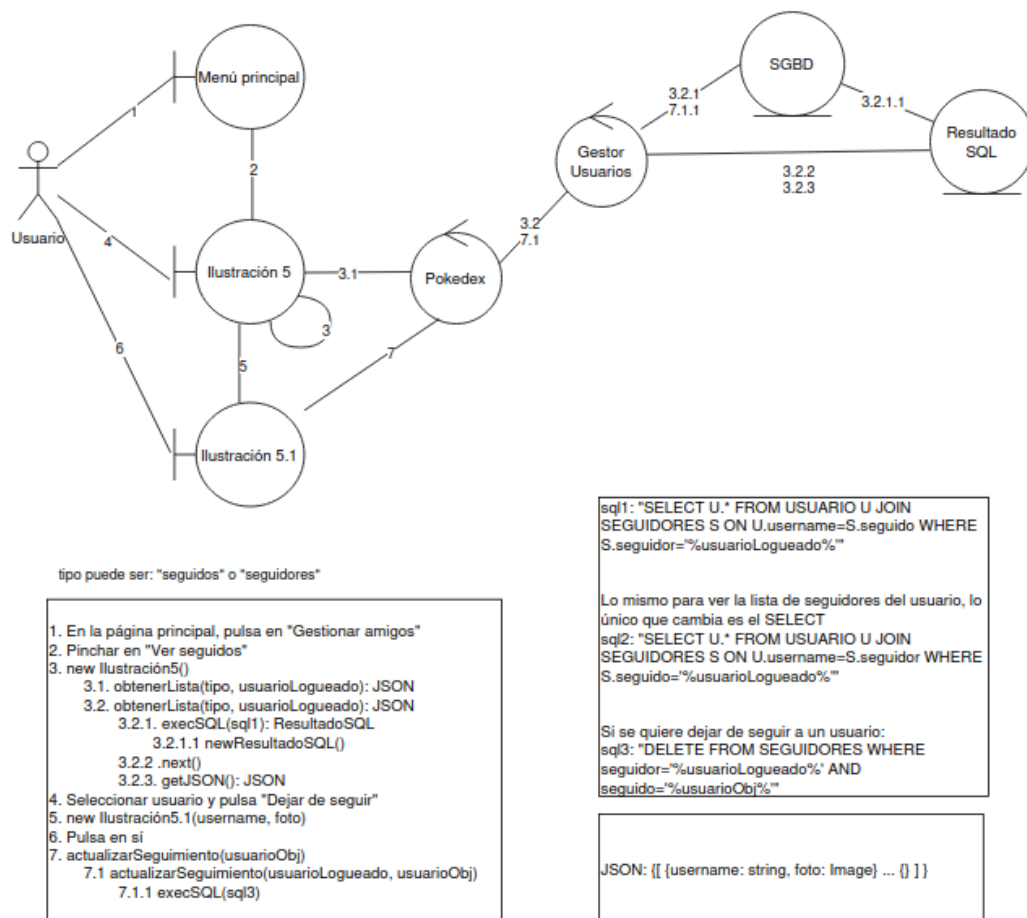 Menú principal
SGBD
Resultado
SQL
Gestor
Usuarios
3.2.1
7.1.1
3.2.1.1
3.2.2
3.2.3
1
2
Usuario
4
Ilustración 5
3.1
Pokedex
3.2
7.1
3
6
5
7
Ilustración 5.1
tipo puede ser: "seguidos" o "seguidores"
1. En la página principal, pulsa en "Gestionar amigos"
2. Pinchar en "Ver seguidos"
3. new Ilustración5()
3.1. obtenerLista(tipo, usuarioLogueado): JSON
3.2. obtenerLista(tipo, usuarioLogueado): JSON
3.2.1. execSQL(sql1): ResultadoSQL
3.2.1.1 newResultadoSQL()
3.2.2 .next()
3.2.3. getJSON(): JSON
4. Seleccionar usuario y pulsa "Dejar de seguir"
5. new Ilustración5.1(username, foto)
6. Pulsa en sí
7. actualizarSeguimiento(usuarioObj)
7.1 actualizarSeguimiento(usuarioLogueado, usuarioObj)
7.1.1 execSQL(sql3)
sql1: "SELECT U.* FROM USUARIO U JOIN
SEGUIDORES S ON U.username=S.seguido WHERE
S.seguidor='%usuarioLogueado%'"
Lo mismo para ver la lista de seguidores del usuario, lo
único que cambia es el SELECT
sql2: "SELECT U.* FROM USUARIO U JOIN
SEGUIDORES S ON U.username=S.seguidor WHERE
S.seguido='%usuarioLogueado%'"
Si se quiere dejar de seguir a un usuario:
sql3: "DELETE FROM SEGUIDORES WHERE
seguidor='%usuarioLogueado%' AND
seguido='%usuarioObj%'"
JSON: {[ {username: string, foto: Image} ... {} ] }